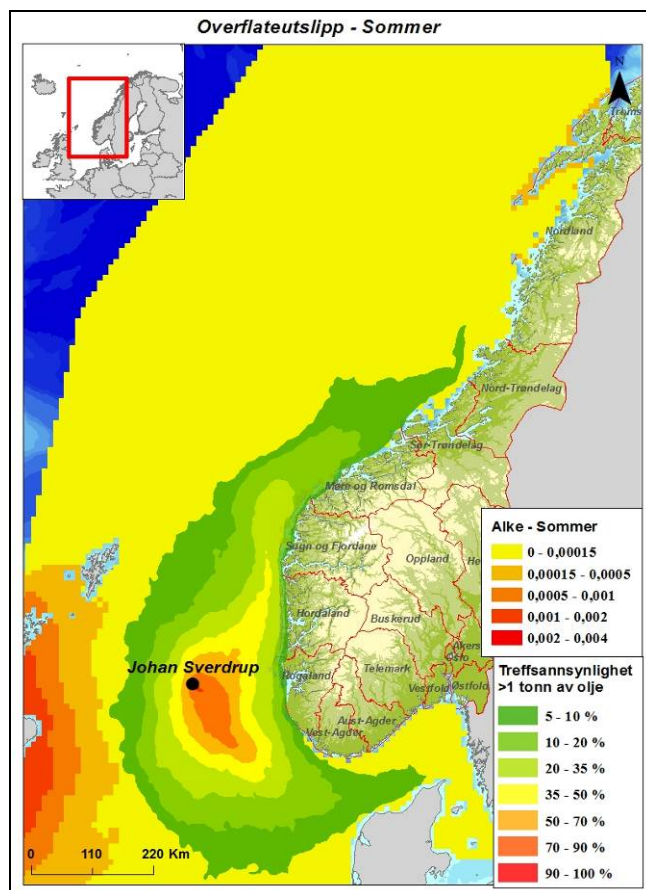 Overflateutslipp - Sommer
N
Troms
Nordland
Nord-Trøndelag
Sør-Trøndelag
Møre og Romsdal
Sogn og Fjordane
Oppland
He
Hordaland
Buskerud
Akers
Oslo
Rogaland
Telemark
Vestfold
Østfold
Aust-Agder
Vest-Agder
Johan Sverdrup
Alke - Sommer
0 - 0,00015
0,00015 - 0,0005
0,0005 - 0,001
0,001 - 0,002
0,002 - 0,004
Treffsannsynlighet
>1 tonn av olje
5 - 10 %
10 - 20 %
20 - 35 %
35 - 50 %
50 - 70 %
70 - 90 %
90 - 100 %
0 110 220 Km